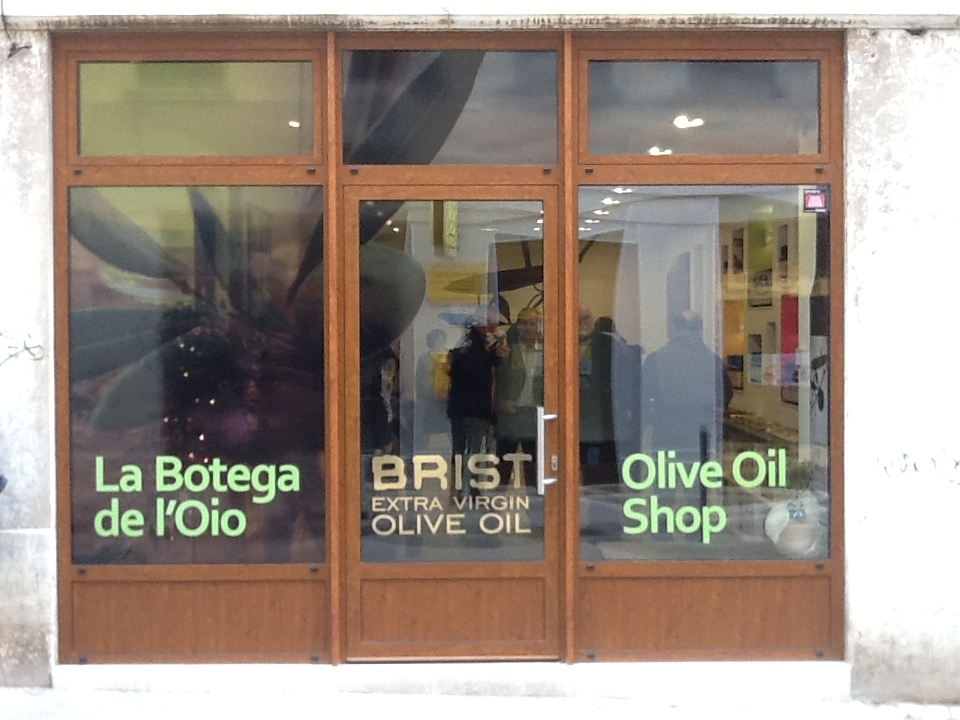 La Botega
de l'Oio
BRIST
EXTRA VIRGIN
OLIVE OIL
Olive Oil
Shop